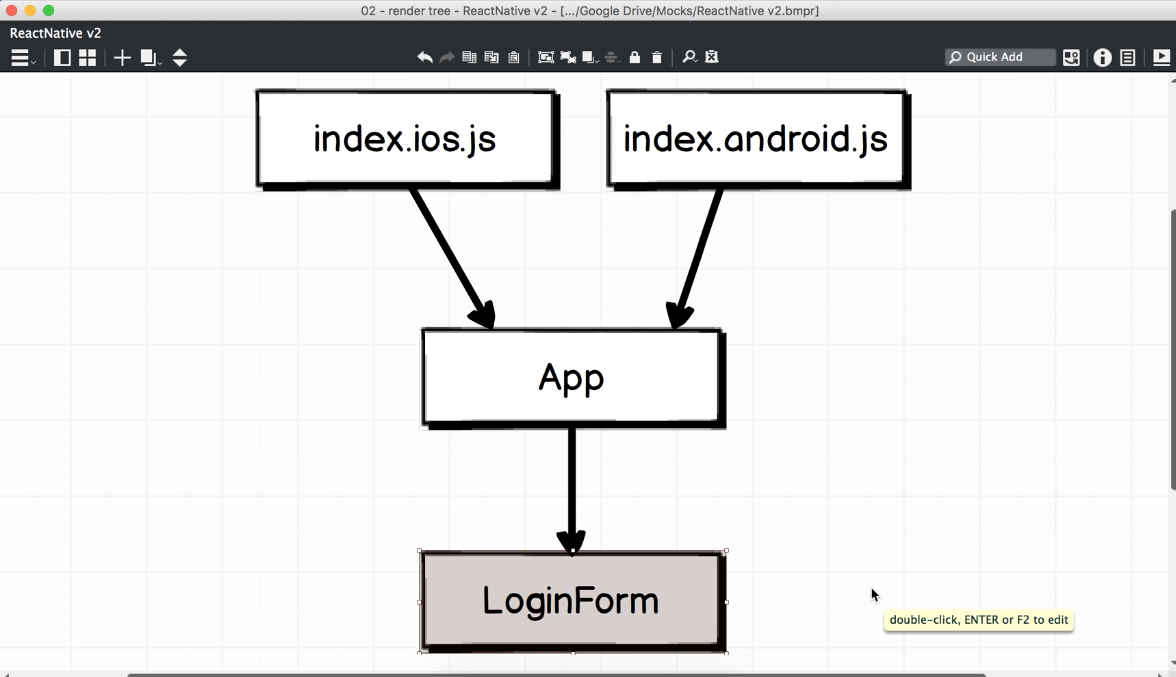 02 - render tree - ReactNative v2 - [.../Google Drive/Mocks/ReactNative v2.bmpr]
ReactNative v2
Quick Add
index.ios.js
index.android.js
App
LoginForm
double-click, ENTER or F2 to edit